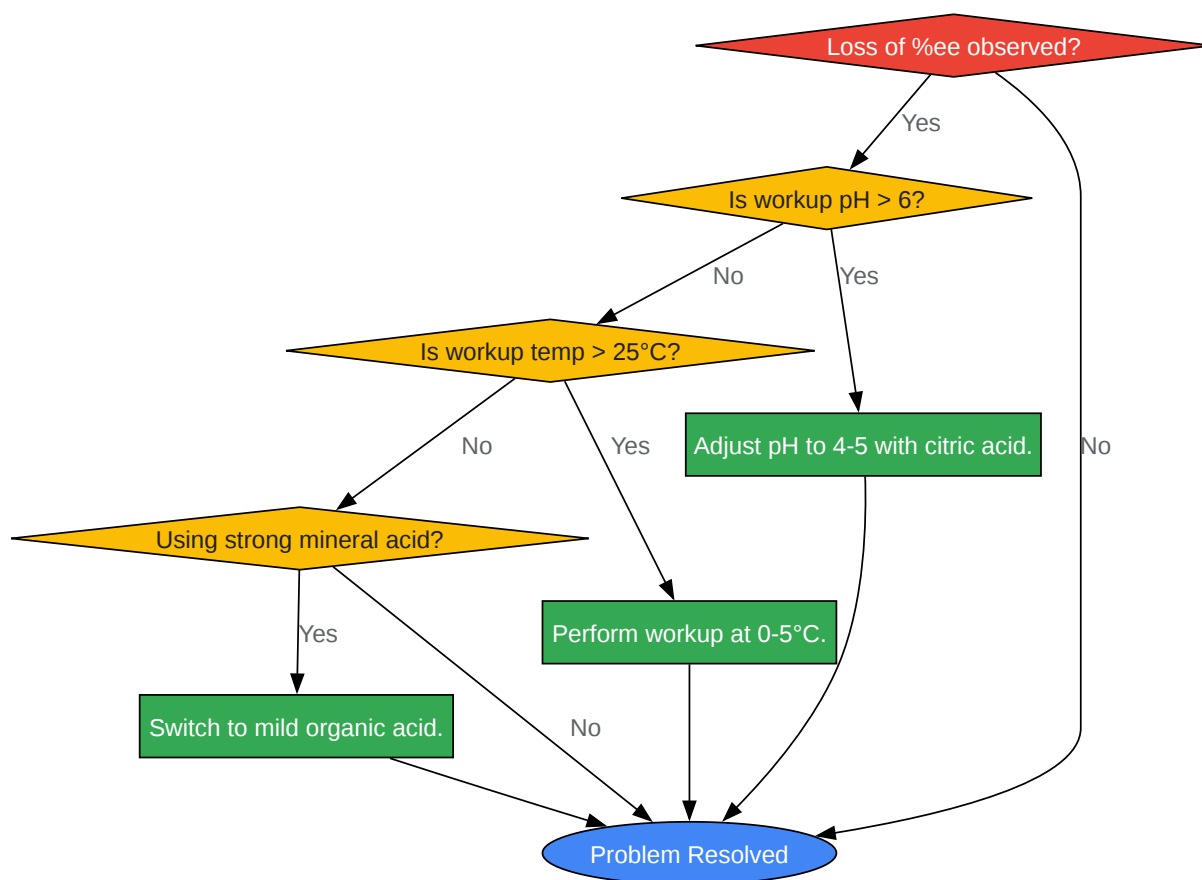 Loss of %ee observed?
Yes
Is workup pH > 6?
No
Yes
Is workup temp > 25°C?
No
Yes
Adjust pH to 4-5 with citric acid.
No
Using strong mineral acid?
Yes
Perform workup at 0-5°C.
Switch to mild organic acid.
No
Problem Resolved